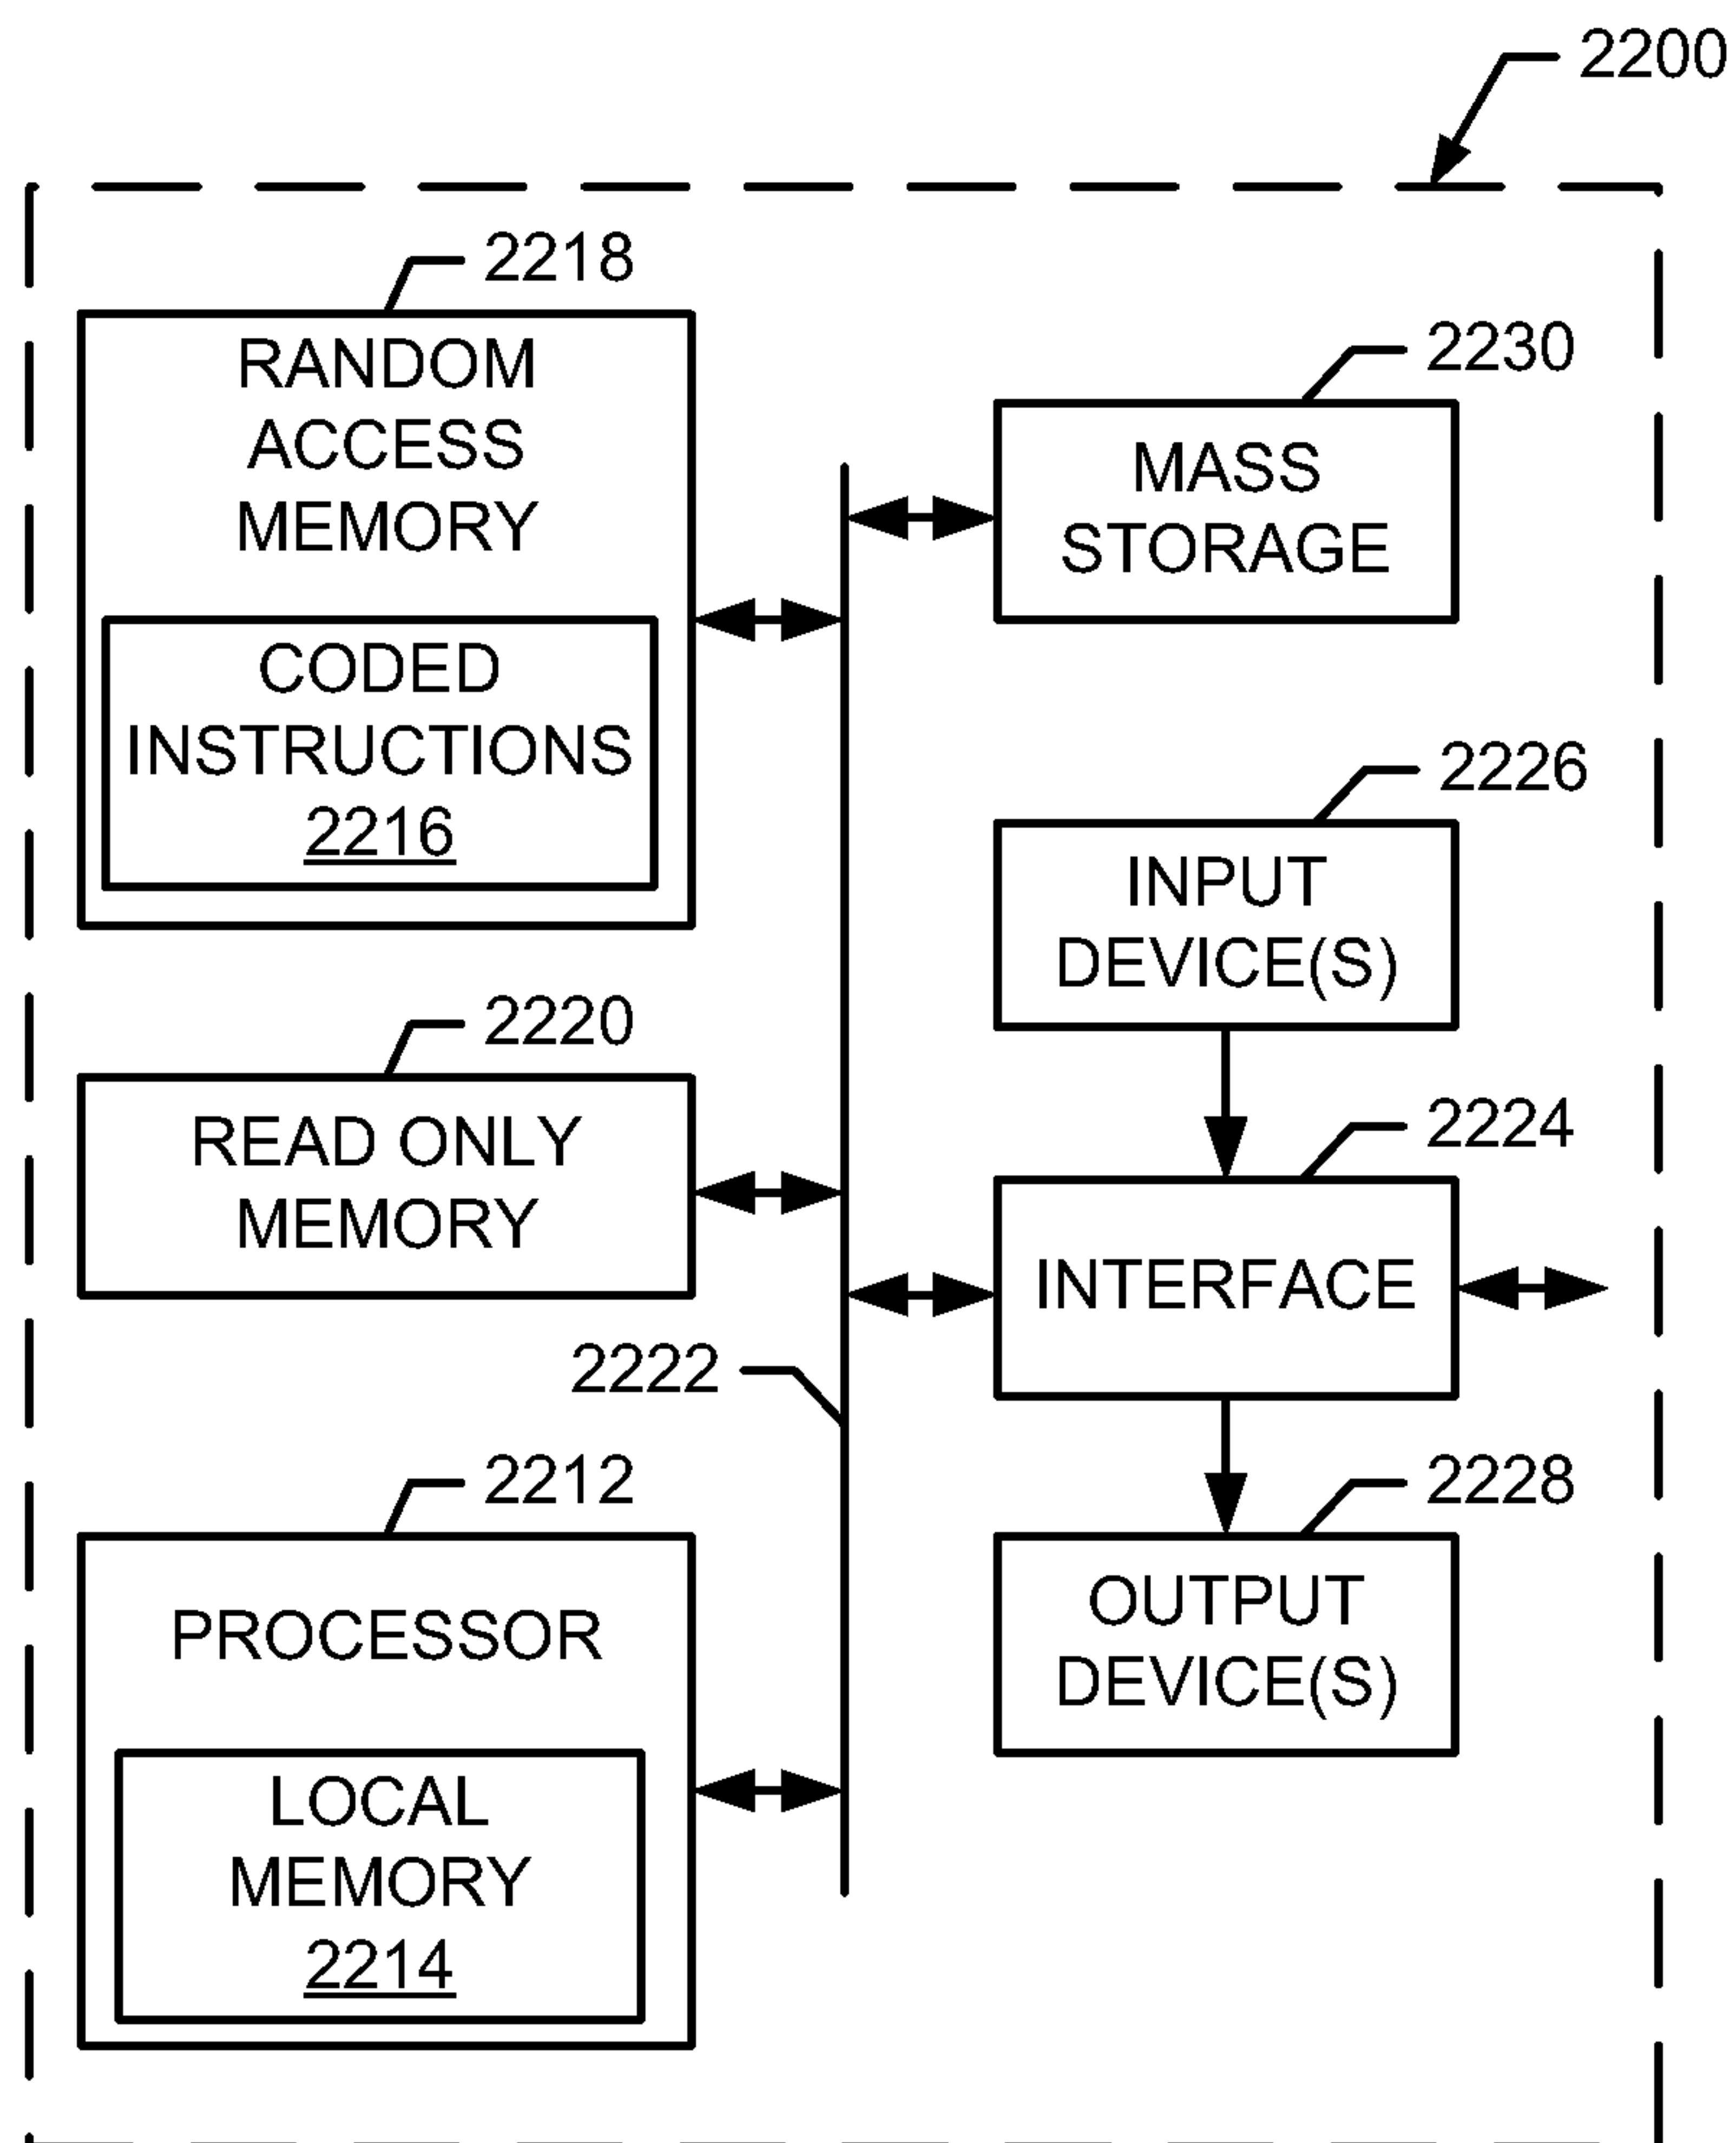 2200
2218
RANDOM
ACCESS
MEMORY
CODED
INSTRUCTIONS
2216
2230
MASS
STORAGE
2226
INPUT
DEVICE(S)
2220
READ ONLY
MEMORY
2224
INTERFACE
2222
2212
PROCESSOR
LOCAL
MEMORY
2214
2228
OUTPUT
DEVICE(S)